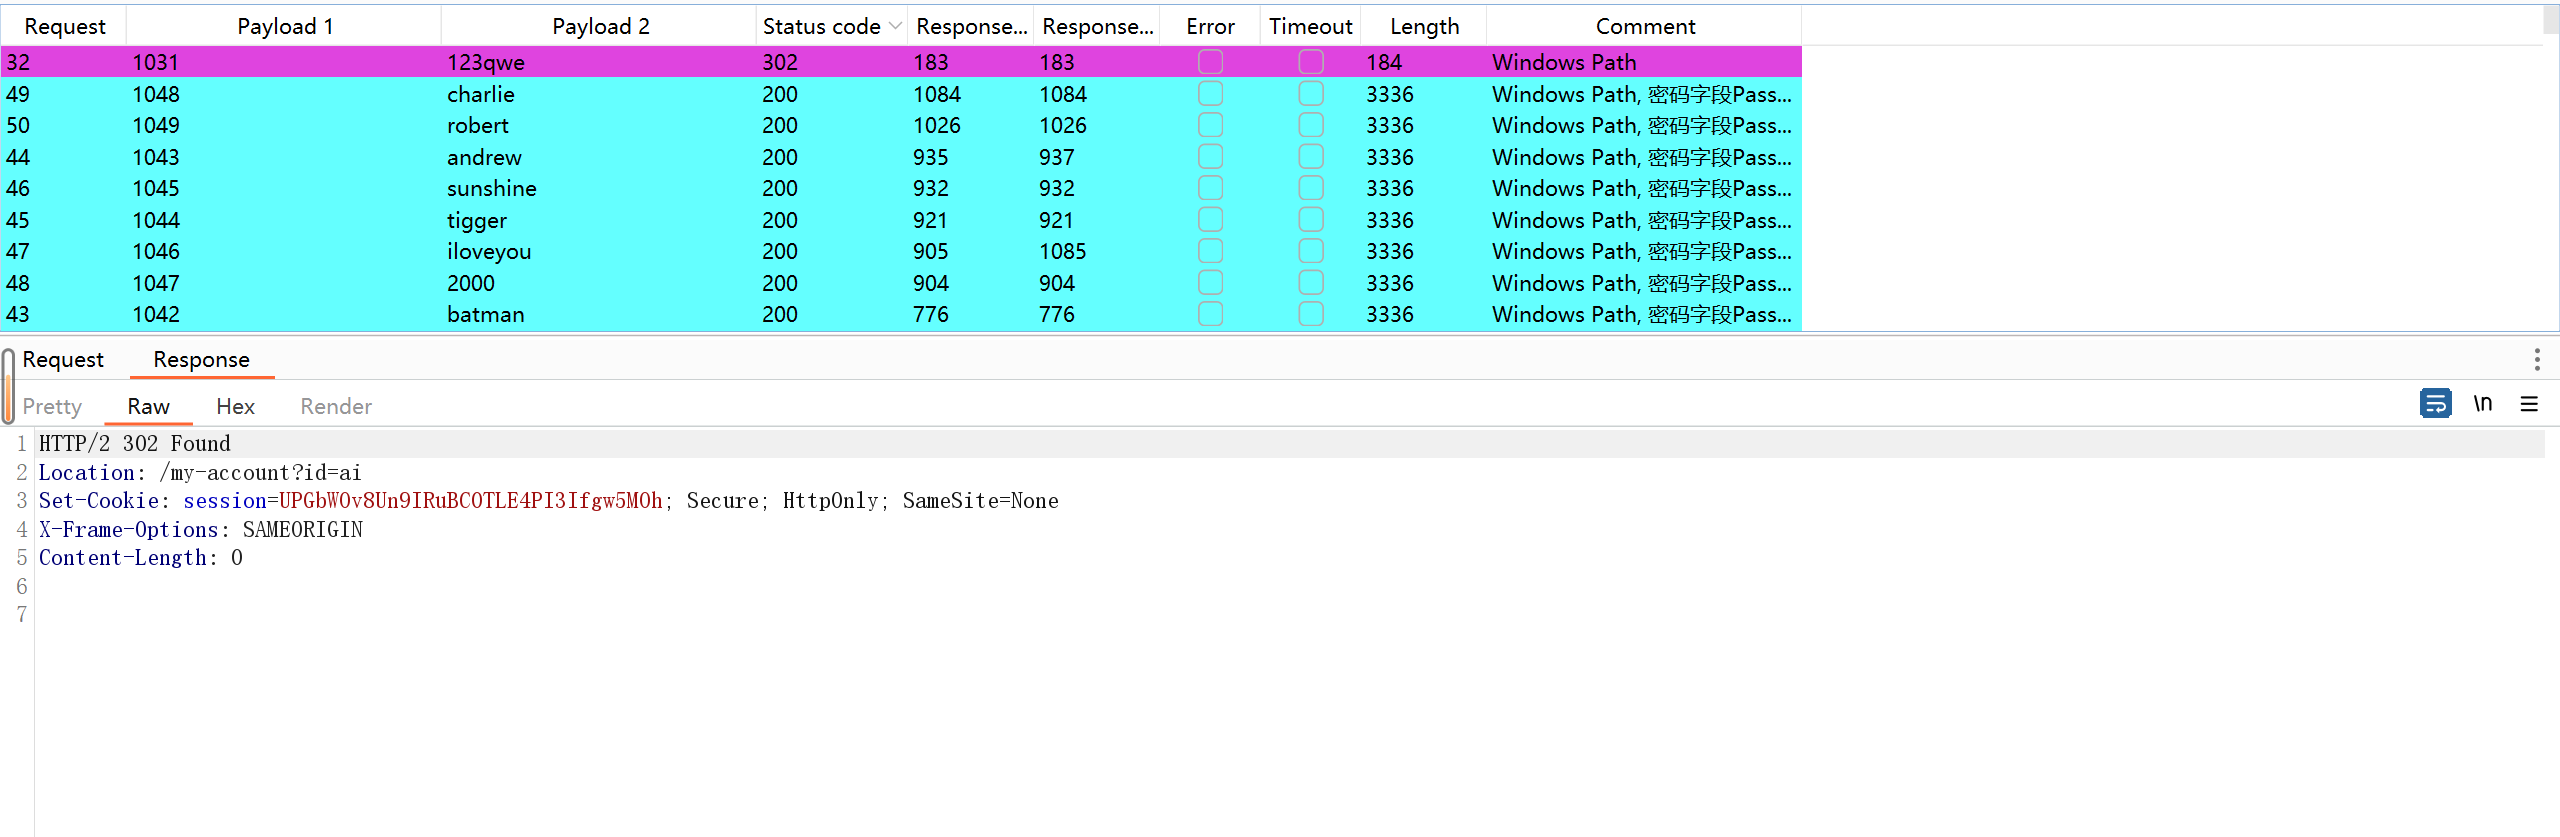 Request Payload 1 Payload 2 Status code Response... Response... Error Timeout Length Comment
32 1031 123qwe 302 183 183 184 Windows Path
49 1048 charlie 200 1084 1084 3336 Windows Path, 密码字段Pass...
50 1049 robert 200 1026 1026 3336 Windows Path, 密码字段Pass...
44 1043 andrew 200 935 937 3336 Windows Path, 密码字段Pass...
46 1045 sunshine 200 932 932 3336 Windows Path, 密码字段Pass...
45 1044 tigger 200 921 921 3336 Windows Path, 密码字段Pass...
47 1046 iloveyou 200 905 1085 3336 Windows Path, 密码字段Pass...
48 1047 2000 200 904 904 3336 Windows Path, 密码字段Pass...
43 1042 batman 200 776 776 3336 Windows Path, 密码字段Pass...
Request Response
Pretty Raw Hex Render \n
1 HTTP/2 302 Found
2 Location: /my-account?id=ai
3 Set-Cookie: session=UPGbWOv8Un9IRuBCOTLE4PI3Ifgw5MOh; Secure; HttpOnly; SameSite=None
4 X-Frame-Options: SAMEORIGIN
5 Content-Length: 0
6
7